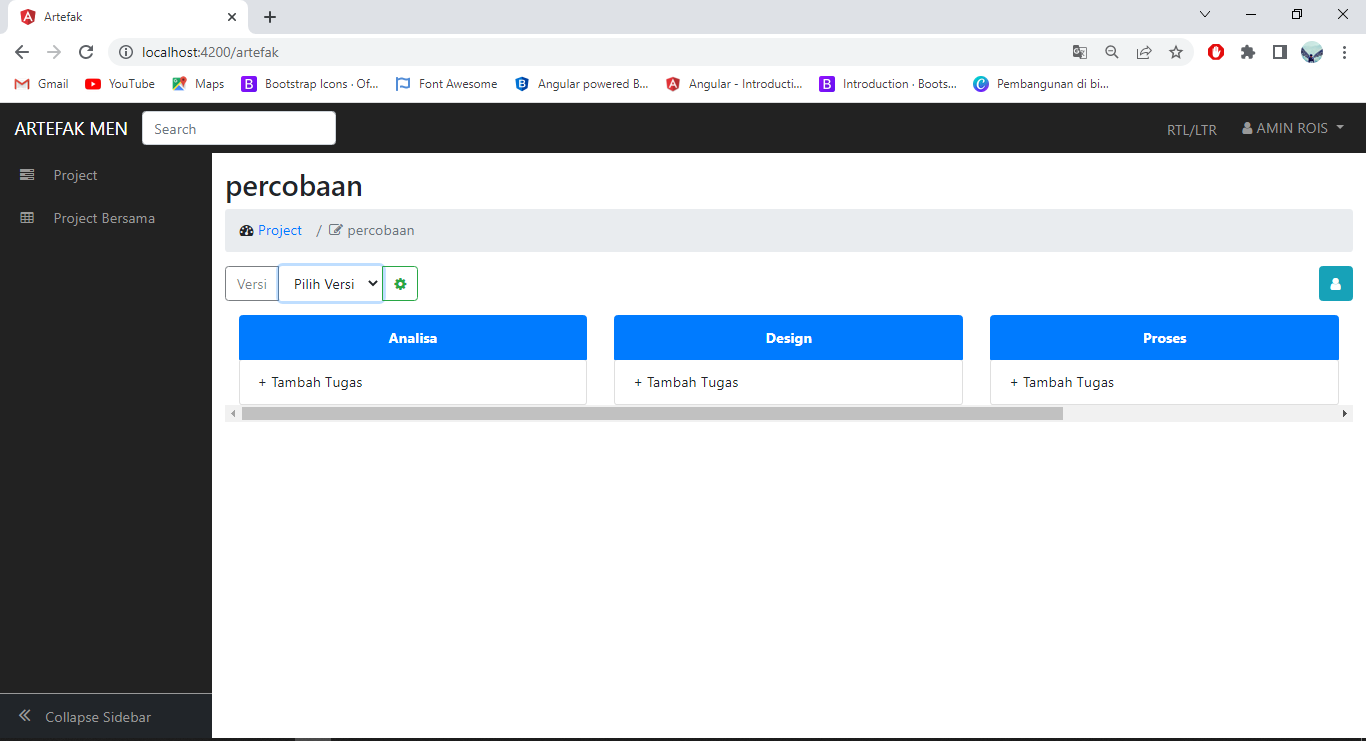 Artefak
localhost:4200/artefak
Gmail YouTube Maps Bootstrap Icons · Of... Font Awesome Angular powered B... Angular - Introducti... Introduction · Boots... Pembangunan di bi...
ARTEFAK MEN Search RTL/LTR AMIN ROIS
Project
Project Bersama
percobaan
Project / percobaan
Versi Pilih Versi
Analisa Design Proses
+ Tambah Tugas + Tambah Tugas + Tambah Tugas
Collapse Sidebar